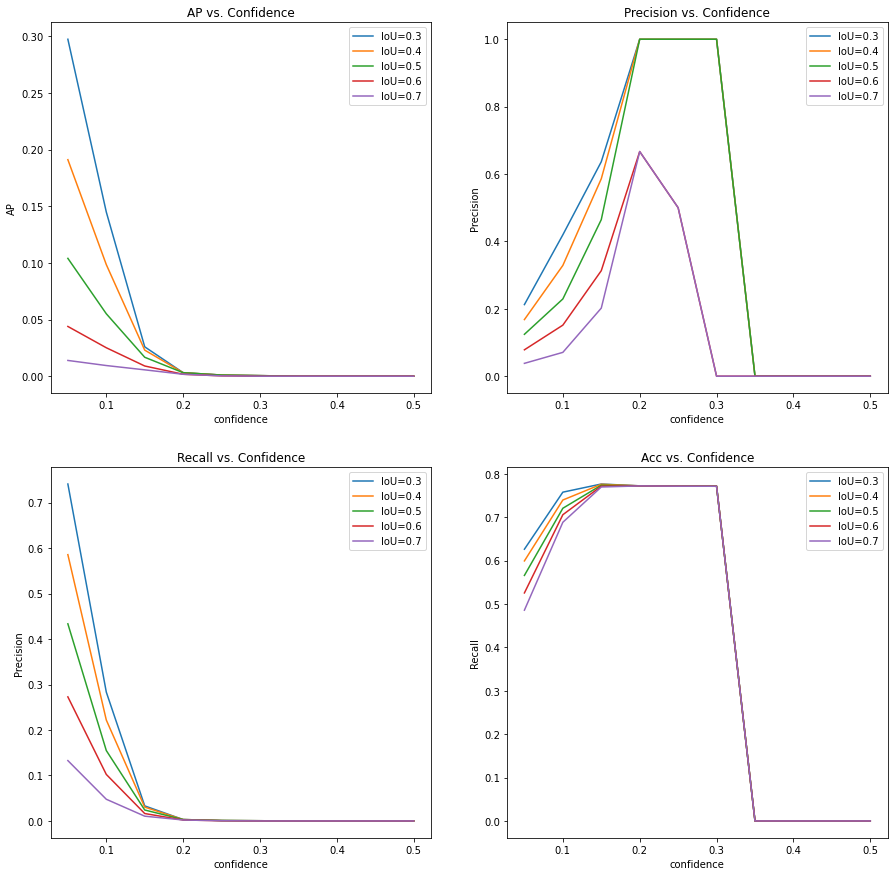 AP vs. Confidence
IoU=0.3
IoU=0.4
IoU=0.5
IoU=0.6
IoU=0.7
0.30
0.25
0.20
0.15
0.10
0.05
0.00
AP
0.1
0.2
0.3
0.4
0.5
confidence
Precision vs. Confidence
IoU=0.3
IoU=0.4
IoU=0.5
IoU=0.6
IoU=0.7
1.0
0.8
0.6
0.4
0.2
0.0
Precision
0.1
0.2
0.3
0.4
0.5
confidence
Recall vs. Confidence
IoU=0.3
IoU=0.4
IoU=0.5
IoU=0.6
IoU=0.7
0.7
0.6
0.5
0.4
0.3
0.2
0.1
0.0
Precision
0.1
0.2
0.3
0.4
0.5
confidence
Acc vs. Confidence
IoU=0.3
IoU=0.4
IoU=0.5
IoU=0.6
IoU=0.7
0.8
0.7
0.6
0.5
0.4
0.3
0.2
0.1
0.0
Recall
0.1
0.2
0.3
0.4
0.5
confidence